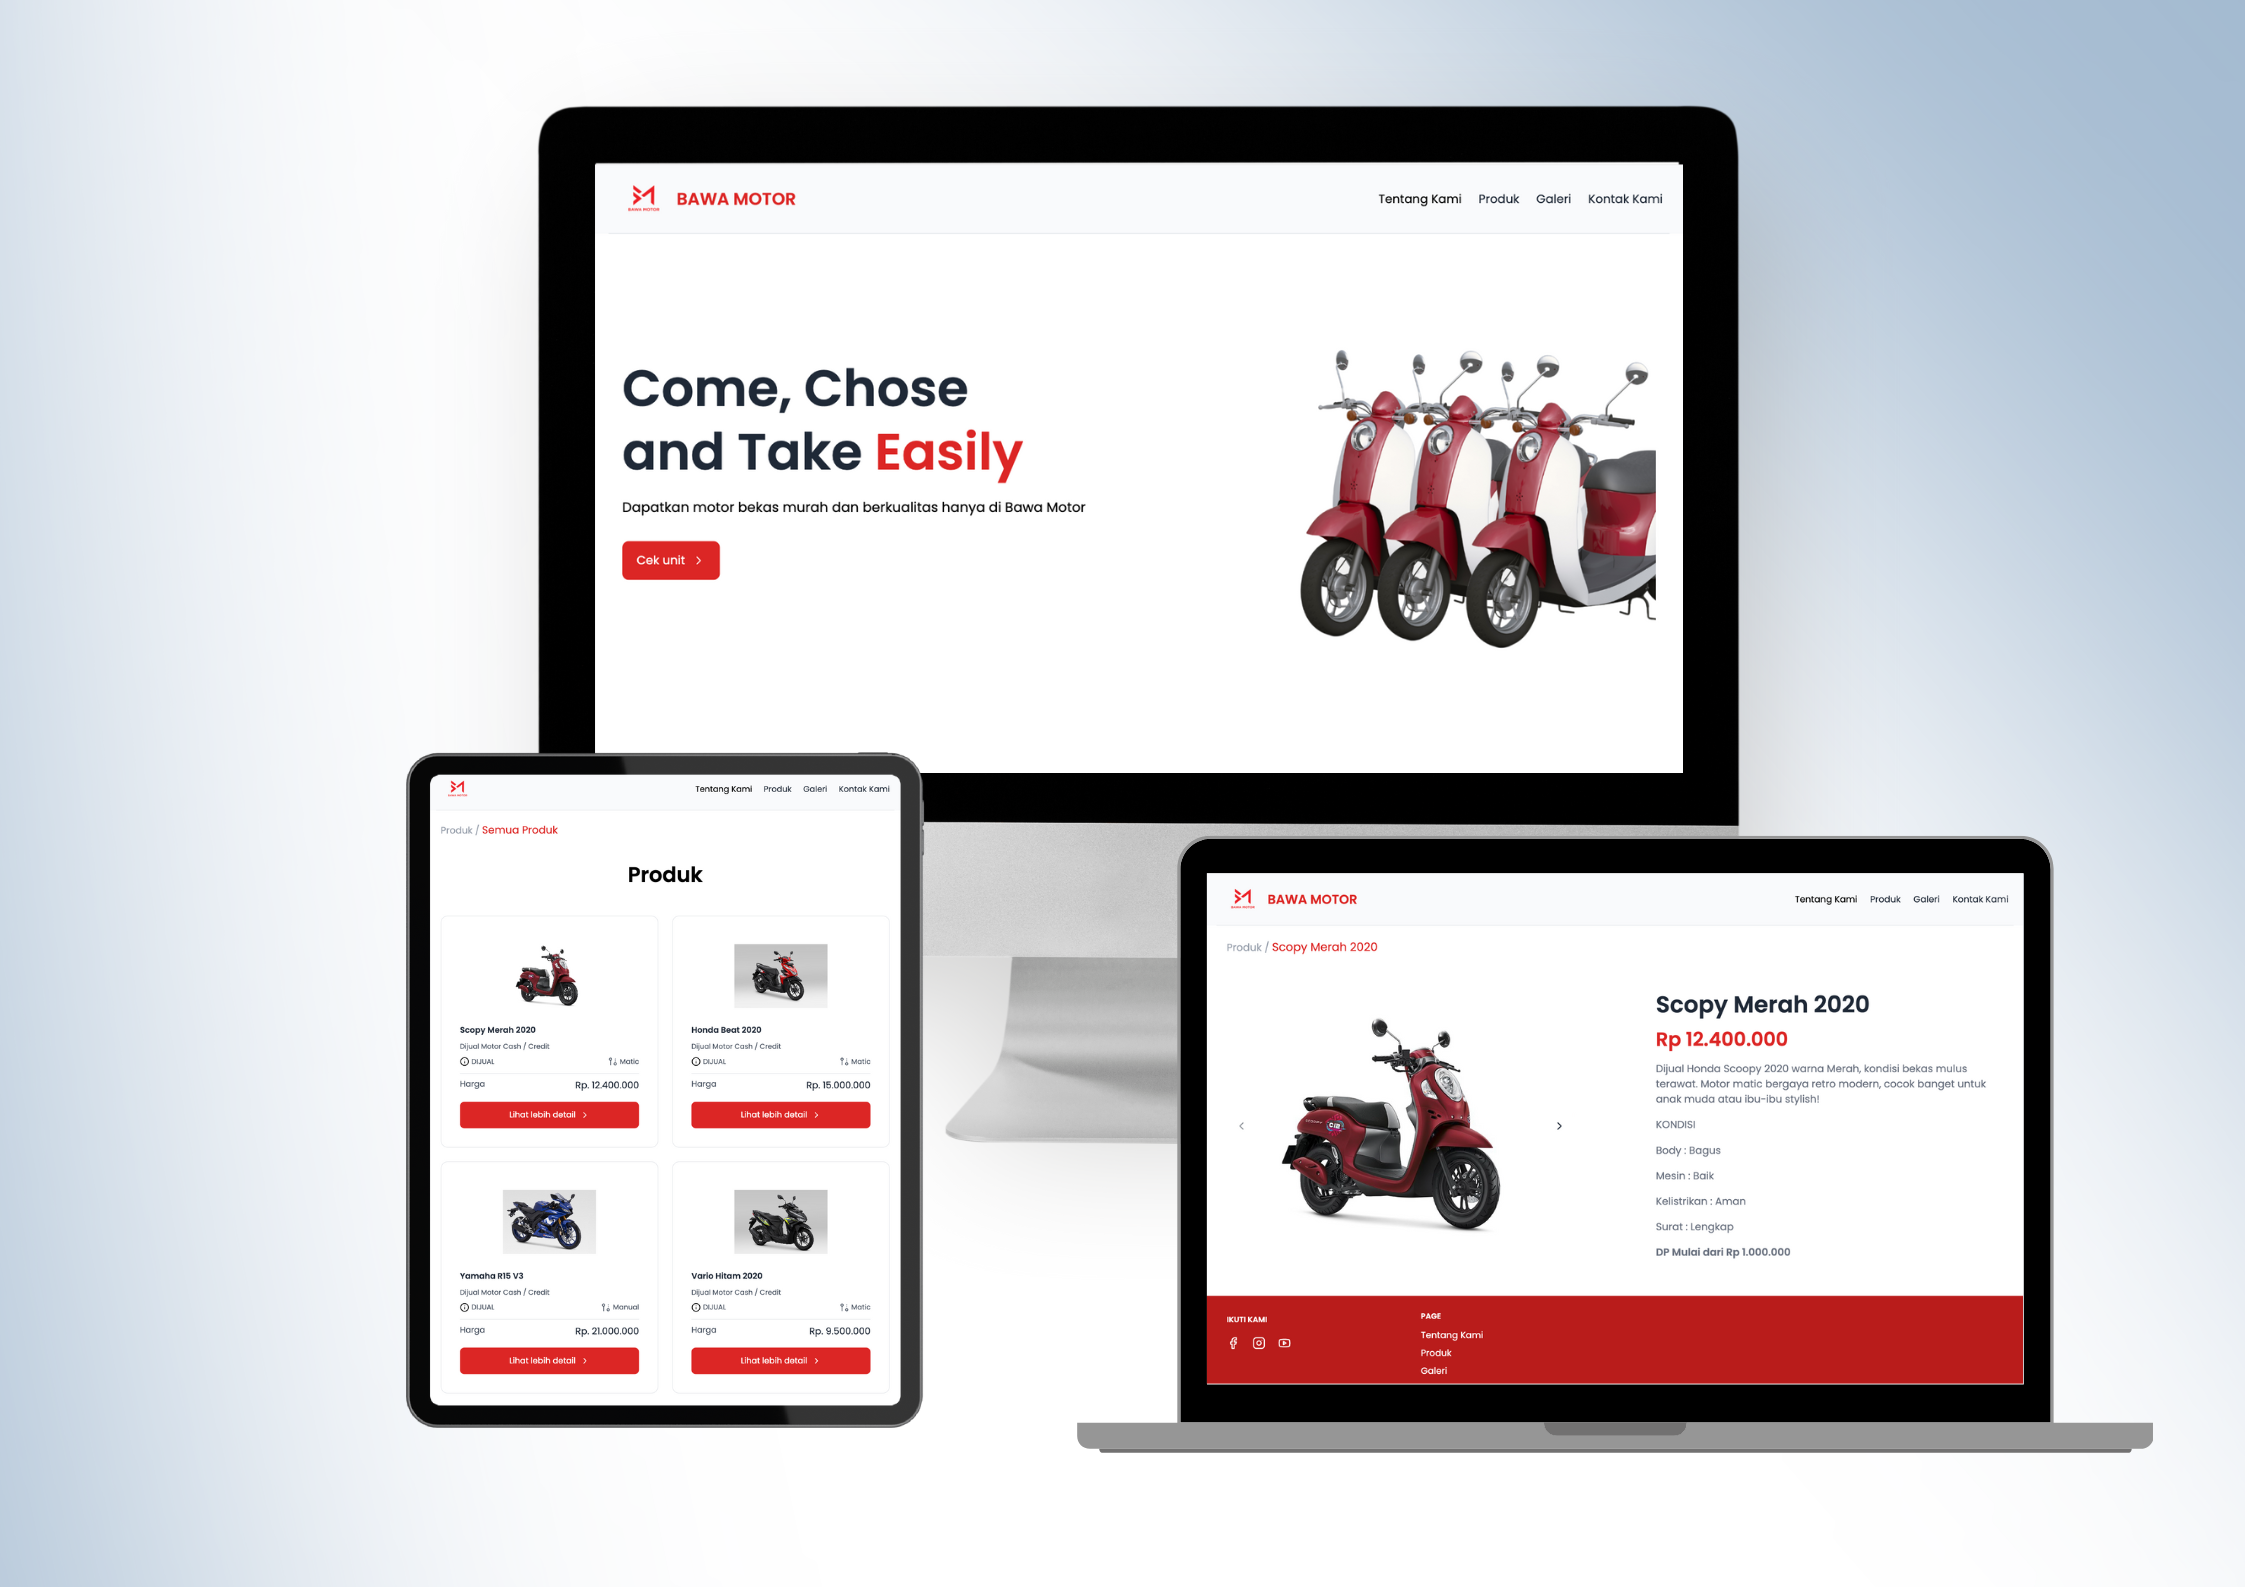 BAWA MOTOR
BAWA MOTOR
Tentang Kami Produk Galeri Kontak Kami
Come, Chose
and Take Easily
Dapatkan motor bekas murah dan berkualitas hanya di Bawa Motor
Cek unit
BAWA MOTOR
Tentang Kami Produk Galeri Kontak Kami
Produk / Semua Produk
Produk
Scopy Merah 2020
Dijual Motor Cash / Credit
DIJUAL Matic
Harga Rp. 12.400.000
Lihat lebih detail
Honda Beat 2020
Dijual Motor Cash / Credit
DIJUAL Matic
Harga Rp. 15.000.000
Lihat lebih detail
Yamaha R15 V3
Dijual Motor Cash / Credit
DIJUAL Manual
Harga Rp. 21.000.000
Lihat lebih detail
Vario Hitam 2020
Dijual Motor Cash / Credit
DIJUAL Matic
Harga Rp. 9.500.000
Lihat lebih detail
BAWA MOTOR
BAWA MOTOR
Tentang Kami Produk Galeri Kontak Kami
Produk / Scopy Merah 2020
Scopy Merah 2020
Rp 12.400.000
Dijual Honda Scoopy 2020 warna Merah, kondisi bekas mulus
terawat. Motor matic bergaya retro modern, cocok banget untuk
anak muda atau ibu-ibu stylish!
KONDISI
Body : Bagus
Mesin : Baik
Kelistrikan : Aman
Surat : Lengkap
DP Mulai dari Rp 1.000.000
IKUTI KAMI
PAGE
Tentang Kami
Produk
Galeri